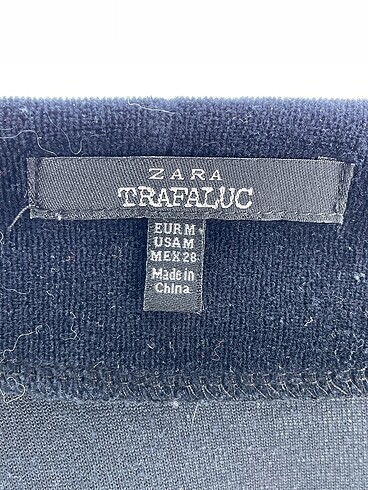 ZARA
TRAFALUC
EUR M
USA M
MEX 28
Made in
China